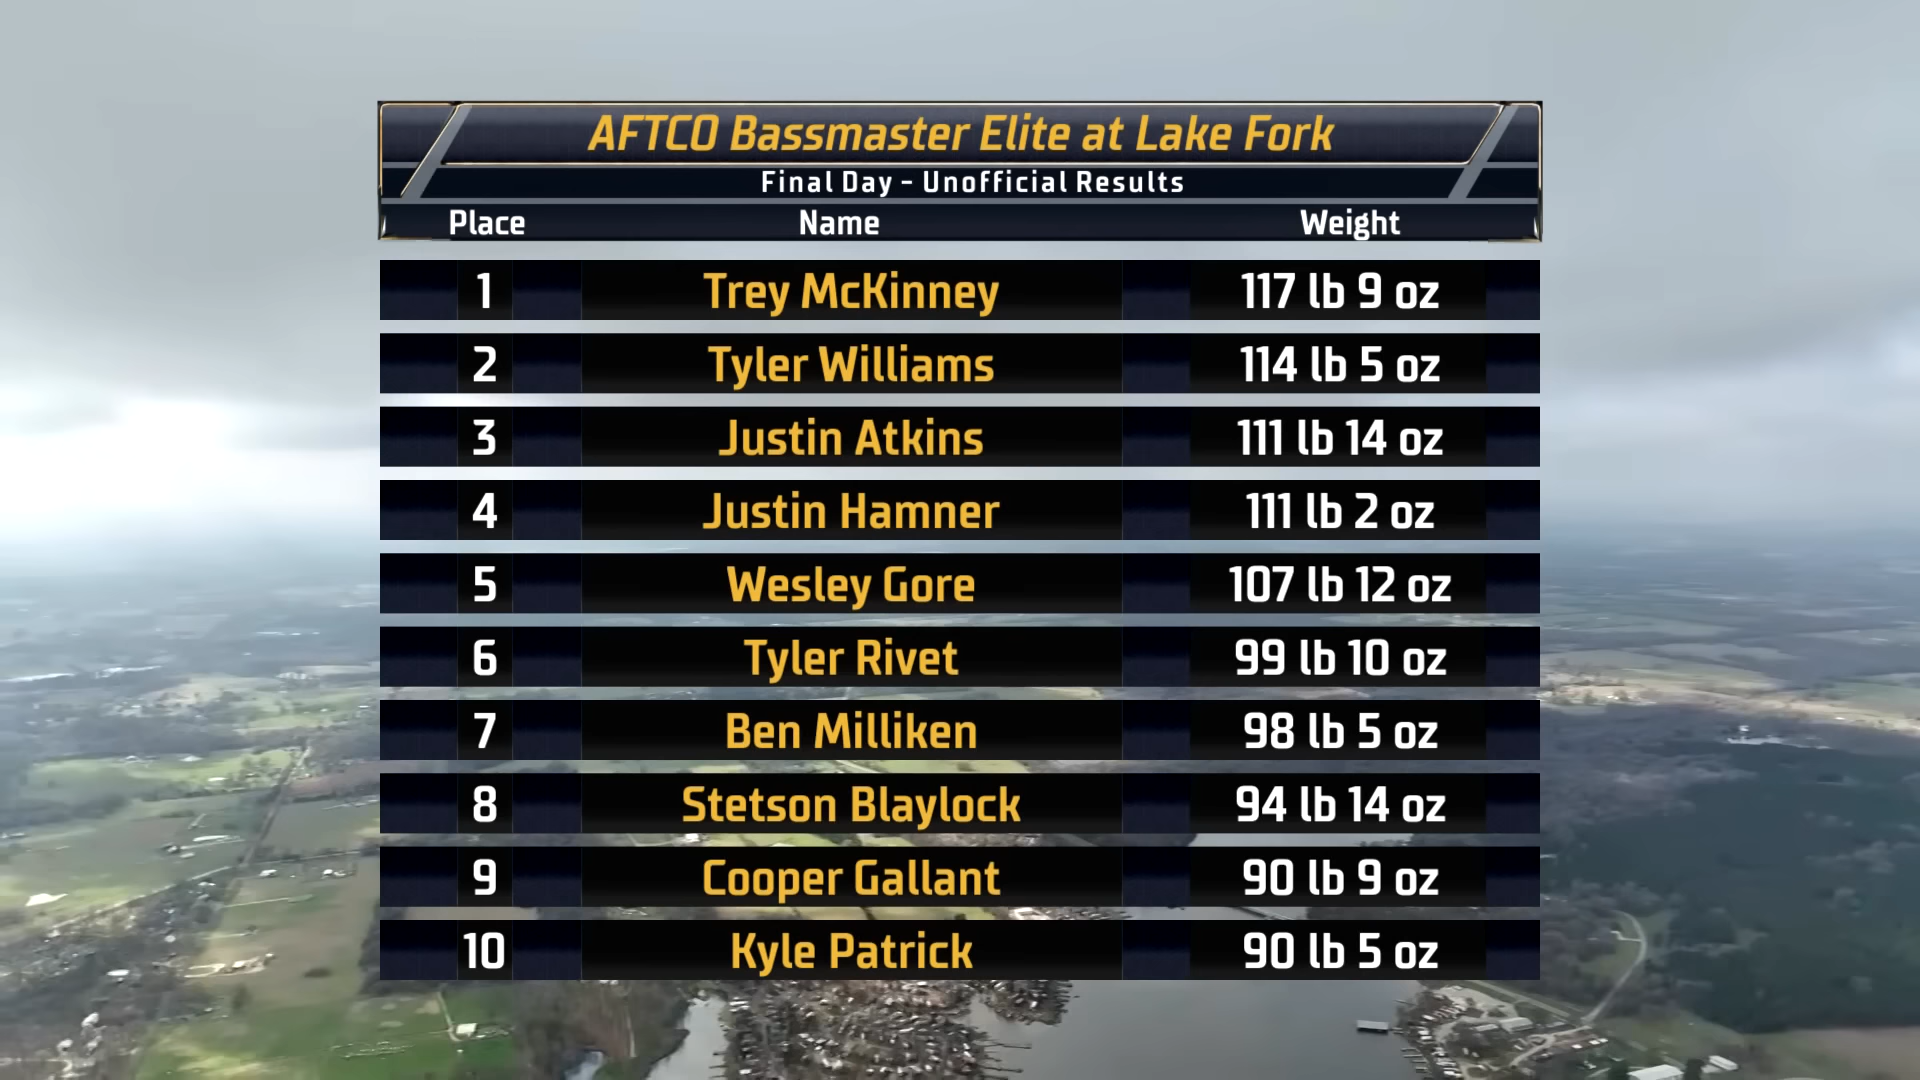 AFTCO Bassmaster Elite at Lake Fork
Final Day - Unofficial Results
Place Name Weight
1 Trey McKinney 117 lb 9 oz
2 Tyler Williams 114 lb 5 oz
3 Justin Atkins 111 lb 14 oz
4 Justin Hamner 111 lb 2 oz
5 Wesley Gore 107 lb 12 oz
6 Tyler Rivet 99 lb 10 oz
7 Ben Milliken 98 lb 5 oz
8 Stetson Blaylock 94 lb 14 oz
9 Cooper Gallant 90 lb 9 oz
10 Kyle Patrick 90 lb 5 oz